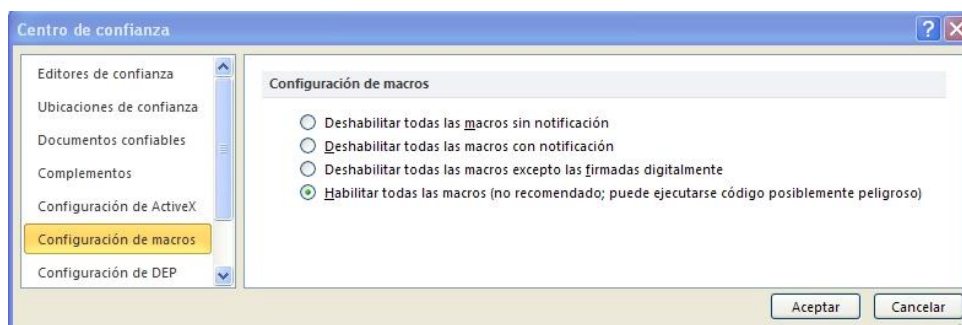 Centro de confianza
Editores de confianza
Ubicaciones de confianza
Documentos confiables
Complementos
Configuración de ActiveX
Configuración de macros
Configuración de DEP
Configuración de macros
Deshabilitar todas las macros sin notificación
Deshabilitar todas las macros con notificación
Deshabilitar todas las macros excepto las firmadas digitalmente
Habilitar todas las macros (no recomendado; puede ejecutarse código posiblemente peligroso)
Aceptar
Cancelar